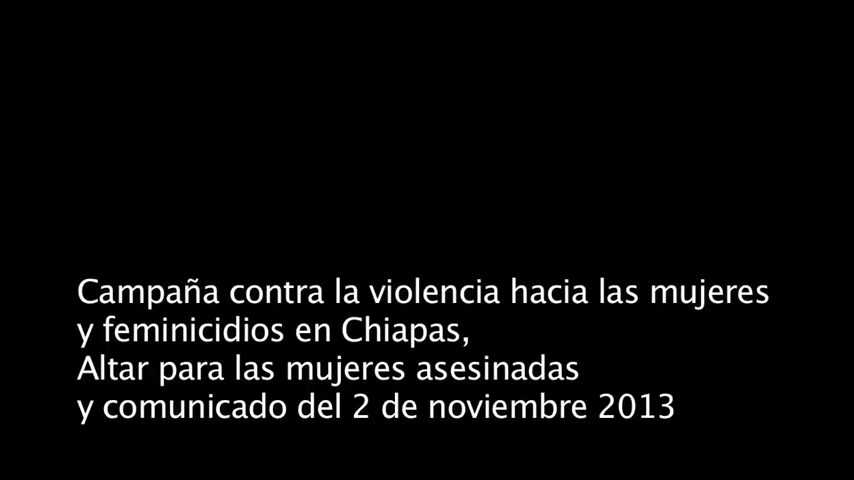 Campaña contra la violencia hacia las mujeres
y feminicidios en Chiapas,
Altar para las mujeres asesinadas
y comunicado del 2 de noviembre 2013